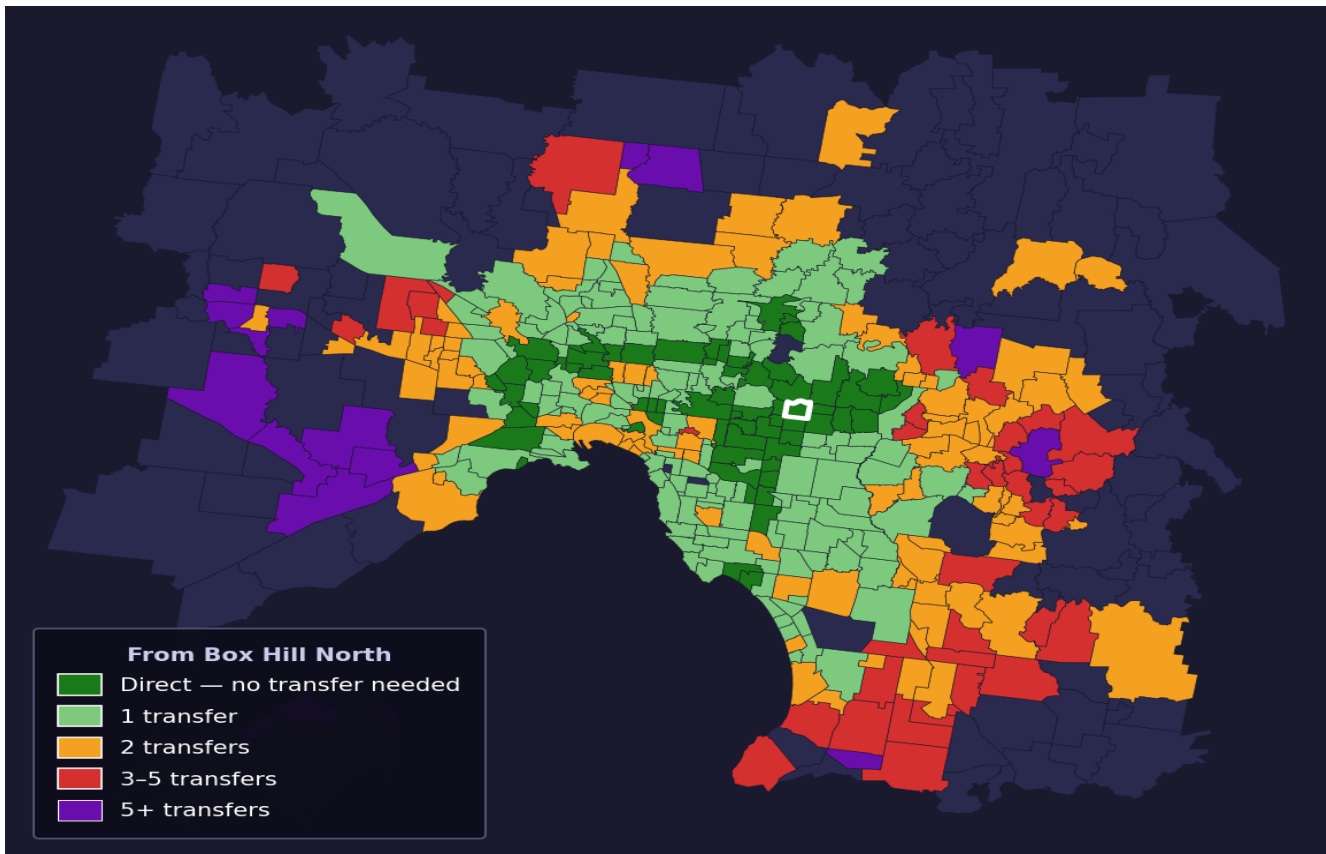 From Box Hill North
Direct — no transfer needed
1 transfer
2 transfers
3–5 transfers
5+ transfers